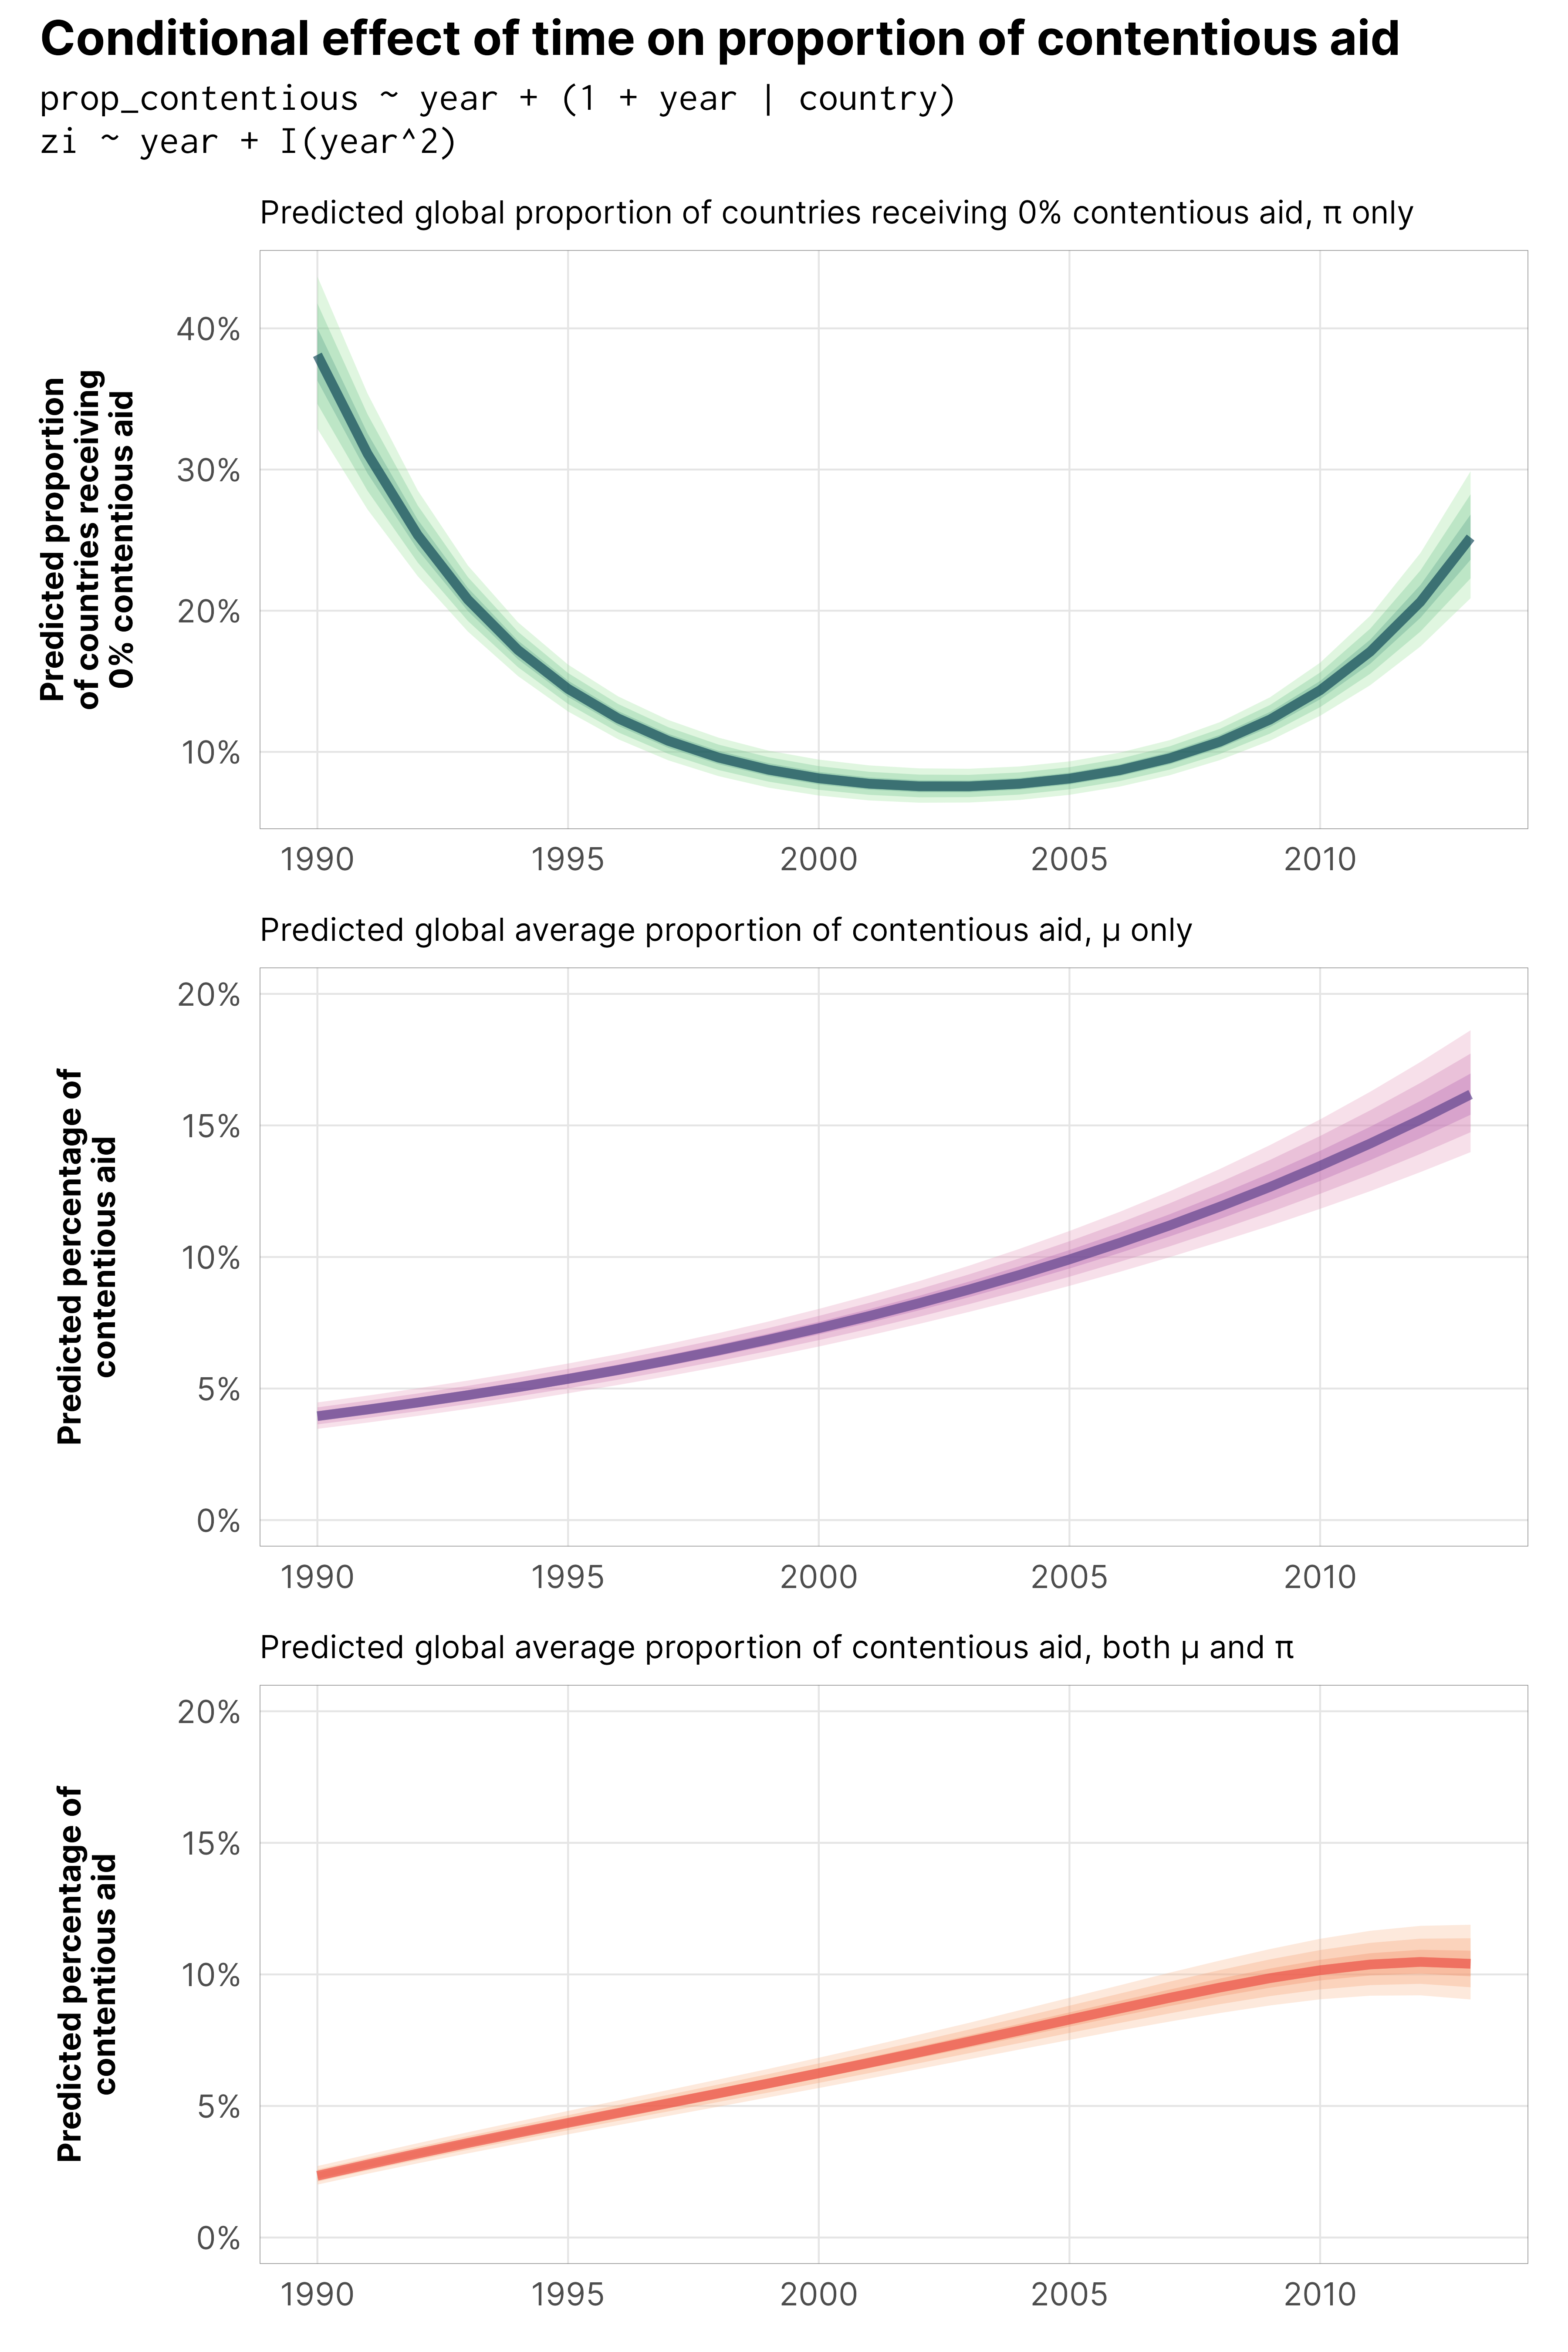 Conditional effect of time on proportion of contentious aid
prop_contentious ~ year + (1 + year | country)
zi ~ year + I(year^2)
Predicted global proportion of countries receiving 0% contentious aid, π only
Predicted proportion
of countries receiving
0% contentious aid
40%
30%
20%
10%
1990 1995 2000 2005 2010
Predicted global average proportion of contentious aid, μ only
Predicted percentage of
contentious aid
20%
15%
10%
5%
0%
1990 1995 2000 2005 2010
Predicted global average proportion of contentious aid, both μ and π
Predicted percentage of
contentious aid
20%
15%
10%
5%
0%
1990 1995 2000 2005 2010